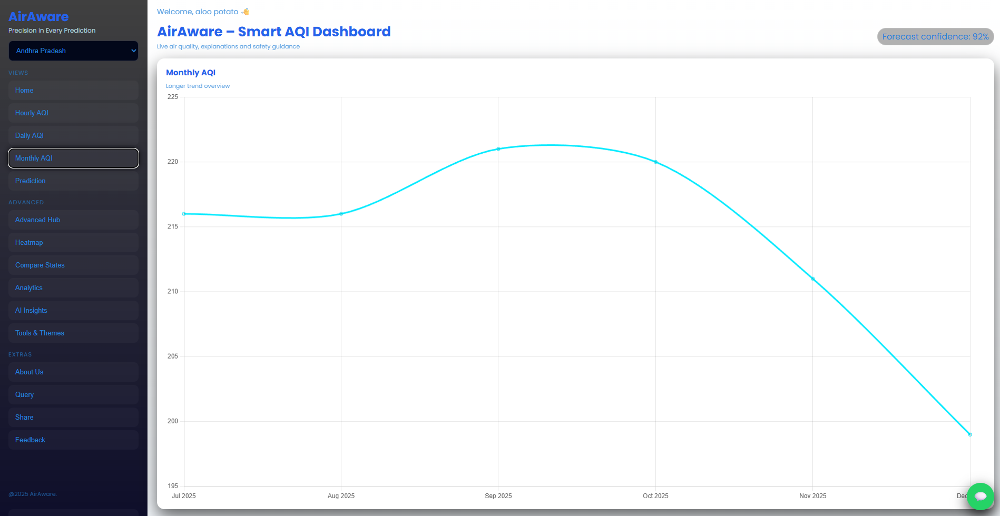 AirAware
Precision in Every Prediction
Andhra Pradesh
VIEWS
Home
Hourly AQI
Daily AQI
Monthly AQI
Prediction
ADVANCED
Advanced Hub
Heatmap
Compare States
Analytics
AI Insights
Tools & Themes
EXTRAS
About Us
Query
Share
Feedback
@2025 AirAware.
Welcome, aloo potato 👋
AirAware – Smart AQI Dashboard
Live air quality, explanations and safety guidance
Forecast confidence: 92%
Monthly AQI
Longer trend overview
225
220
215
210
205
200
195
Jul 2025 Aug 2025 Sep 2025 Oct 2025 Nov 2025 Dec